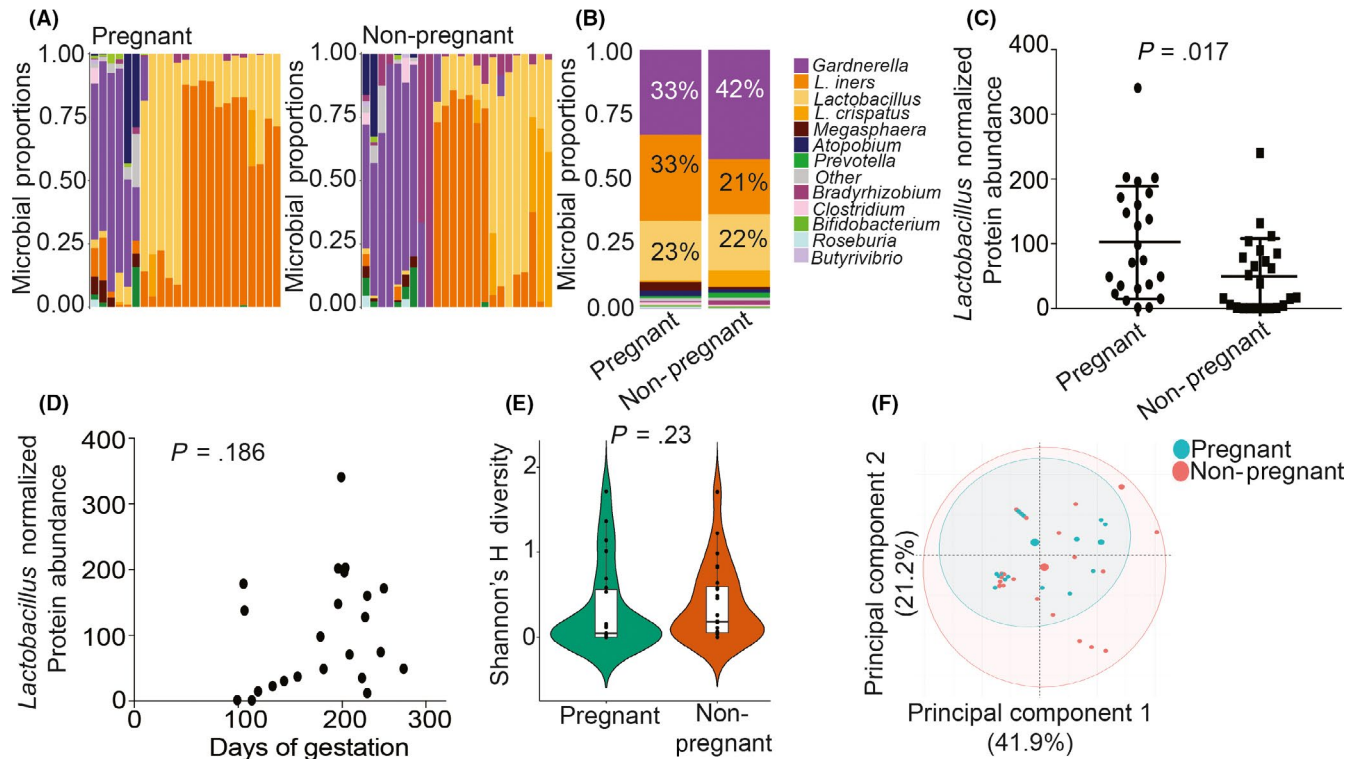 (A)
Pregnant
Non-pregnant
Microbial proportions
1.00
0.75
0.50
0.25
0.00
Microbial proportions
1.00
0.75
0.50
0.25
0.00
(B)
Microbial proportions
1.00
0.75
0.50
0.25
0.00
33%
42%
33%
21%
23%
22%
Pregnant
Non-pregnant
Gardnerella
L. iners
Lactobacillus
L. crispatus
Megasphaera
Atopobium
Prevotella
Other
Bradyrhizobium
Clostridium
Bifidobacterium
Roseburia
Butyrivibrio
(C)
P = .017
Lactobacillus normalized
Protein abundance
400
300
200
100
0
Pregnant
Non-pregnant
(D)
P = .186
Lactobacillus normalized
Protein abundance
400
300
200
100
0
0
100
200
300
Days of gestation
(E)
P = .23
Shannon's H diversity
2
1
0
Pregnant
Non-
pregnant
(F)
Pregnant
Non-pregnant
Principal component 2
(21.2%)
Principal component 1
(41.9%)